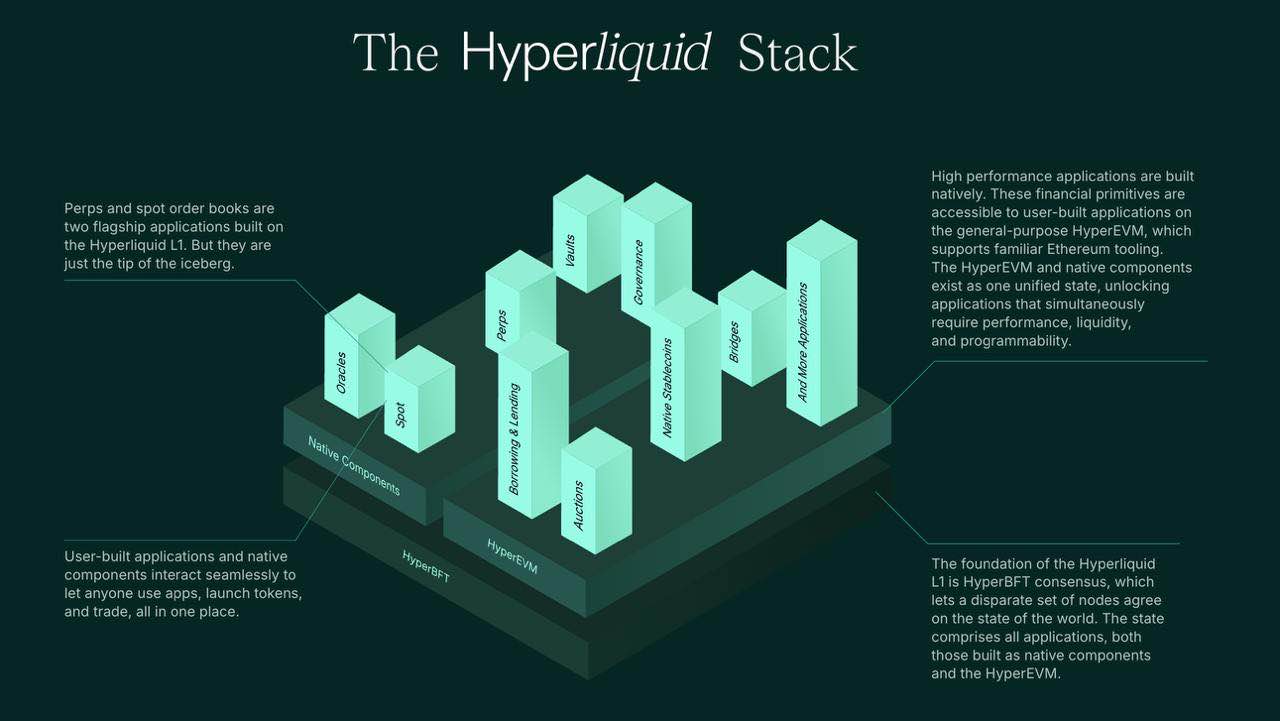 The Hyperliquid Stack
Perps and spot order books are
two flagship applications built on
the Hyperliquid L1. But they are
just the tip of the iceberg.
High performance applications are built
natively. These financial primitives are
accessible to user-built applications on
the general-purpose HyperEVM, which
supports familiar Ethereum tooling.
The HyperEVM and native components
exist as one unified state, unlocking
applications that simultaneously
require performance, liquidity,
and programmability.
Vaults
Governance
Perps
Oracles
Spot
Bridges
And More Applications
Native Stablecoins
Borrowing & Lending
Auctions
Native Components
HyperEVM
HyperBFT
User-built applications and native
components interact seamlessly to
let anyone use apps, launch tokens,
and trade, all in one place.
The foundation of the Hyperliquid
L1 is HyperBFT consensus, which
lets a disparate set of nodes agree
on the state of the world. The state
comprises all applications, both
those built as native components
and the HyperEVM.